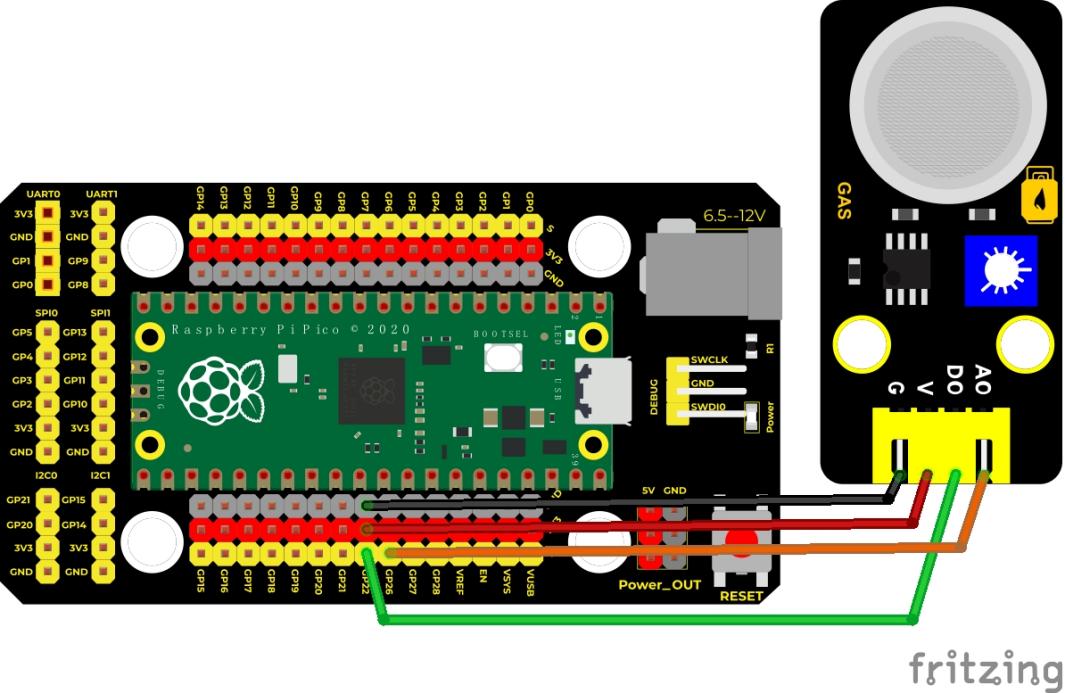 UART0
UART1
3V3
GND
GP1
GP0
3V3
GND
GP9
GP8
SPI0
SPI1
GP5
GP4
GP3
GP2
3V3
GND
GP13
GP12
GP11
GP10
3V3
GND
I2C0
I2C1
GP21
GP20
3V3
GND
GP15
GP14
3V3
GND
GP14
GP13
GP12
GP11
GP10
GP9
GP8
GP7
GP6
GP5
GP4
GP3
GP2
GP1
GP0
S
3V3
GND
6.5--12V
Raspberry Pi Pico © 2020
BOOTSEL
LED
2
1
USB
DEBUG
39
DEBUG
SWCLK
GND
SWDI0
R1
Power
GP15
GP16
GP17
GP18
GP19
GP20
GP21
GP22
GP26
GP27
GP28
VREF
EN
VSYS
VUSB
5V GND
Power_OUT
RESET
GAS
G
V
DO
AO
fritzing